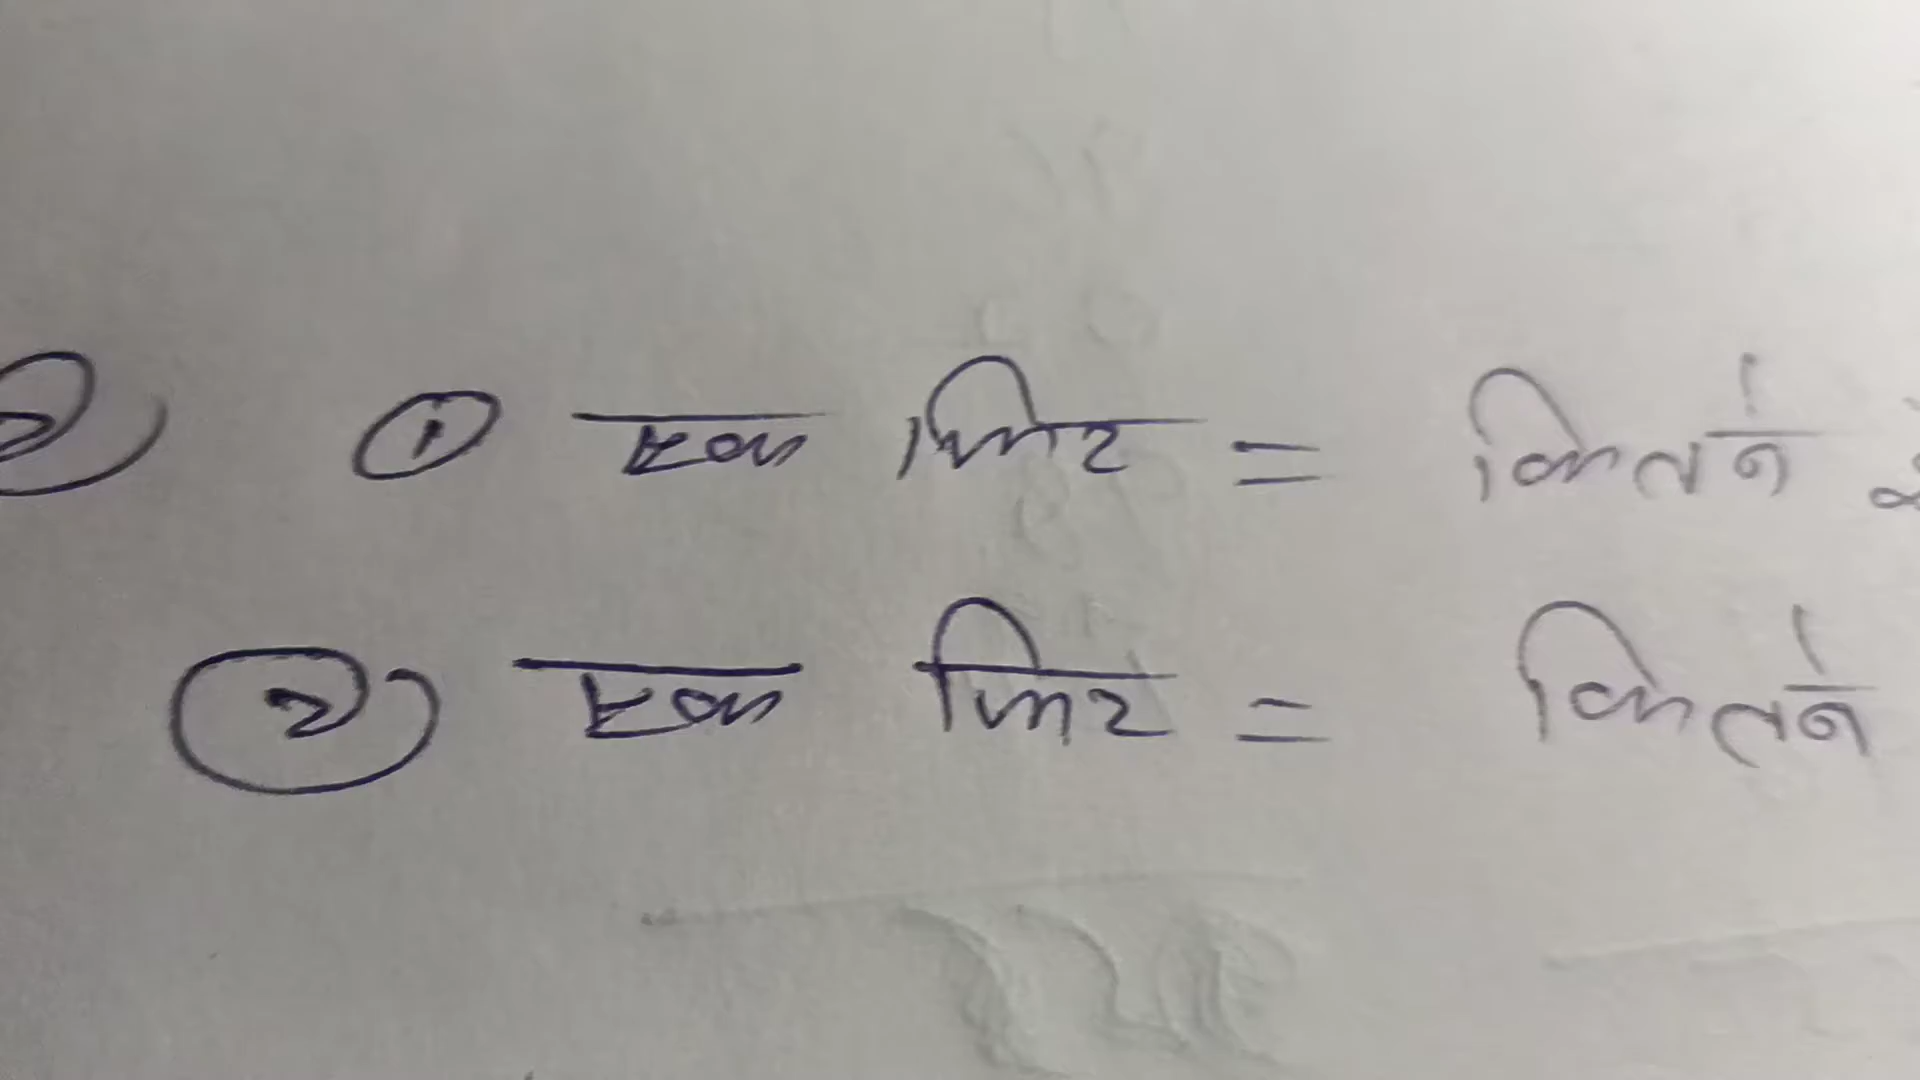 ① एक मिटर = कितने
② एक मिटर = कितने